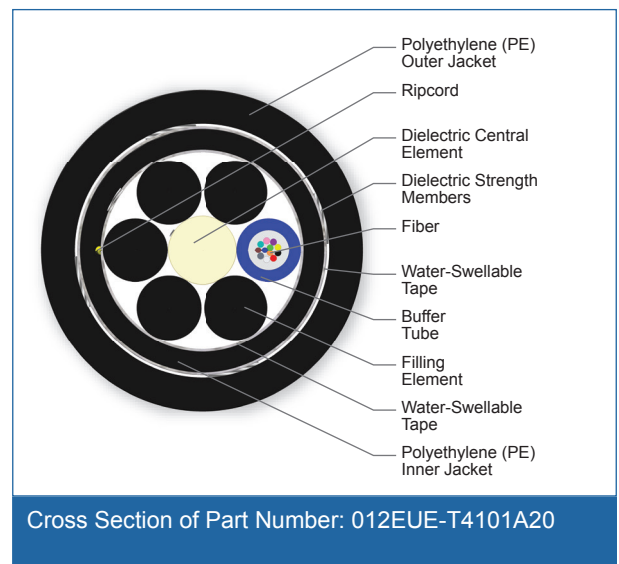 Polyethylene (PE)
Outer Jacket
Ripcord
Dielectric Central
Element
Dielectric Strength
Members
Fiber
Water-Swellable
Tape
Buffer
Tube
Filling
Element
Water-Swellable
Tape
Polyethylene (PE)
Inner Jacket
Cross Section of Part Number: 012EUE-T4101A20